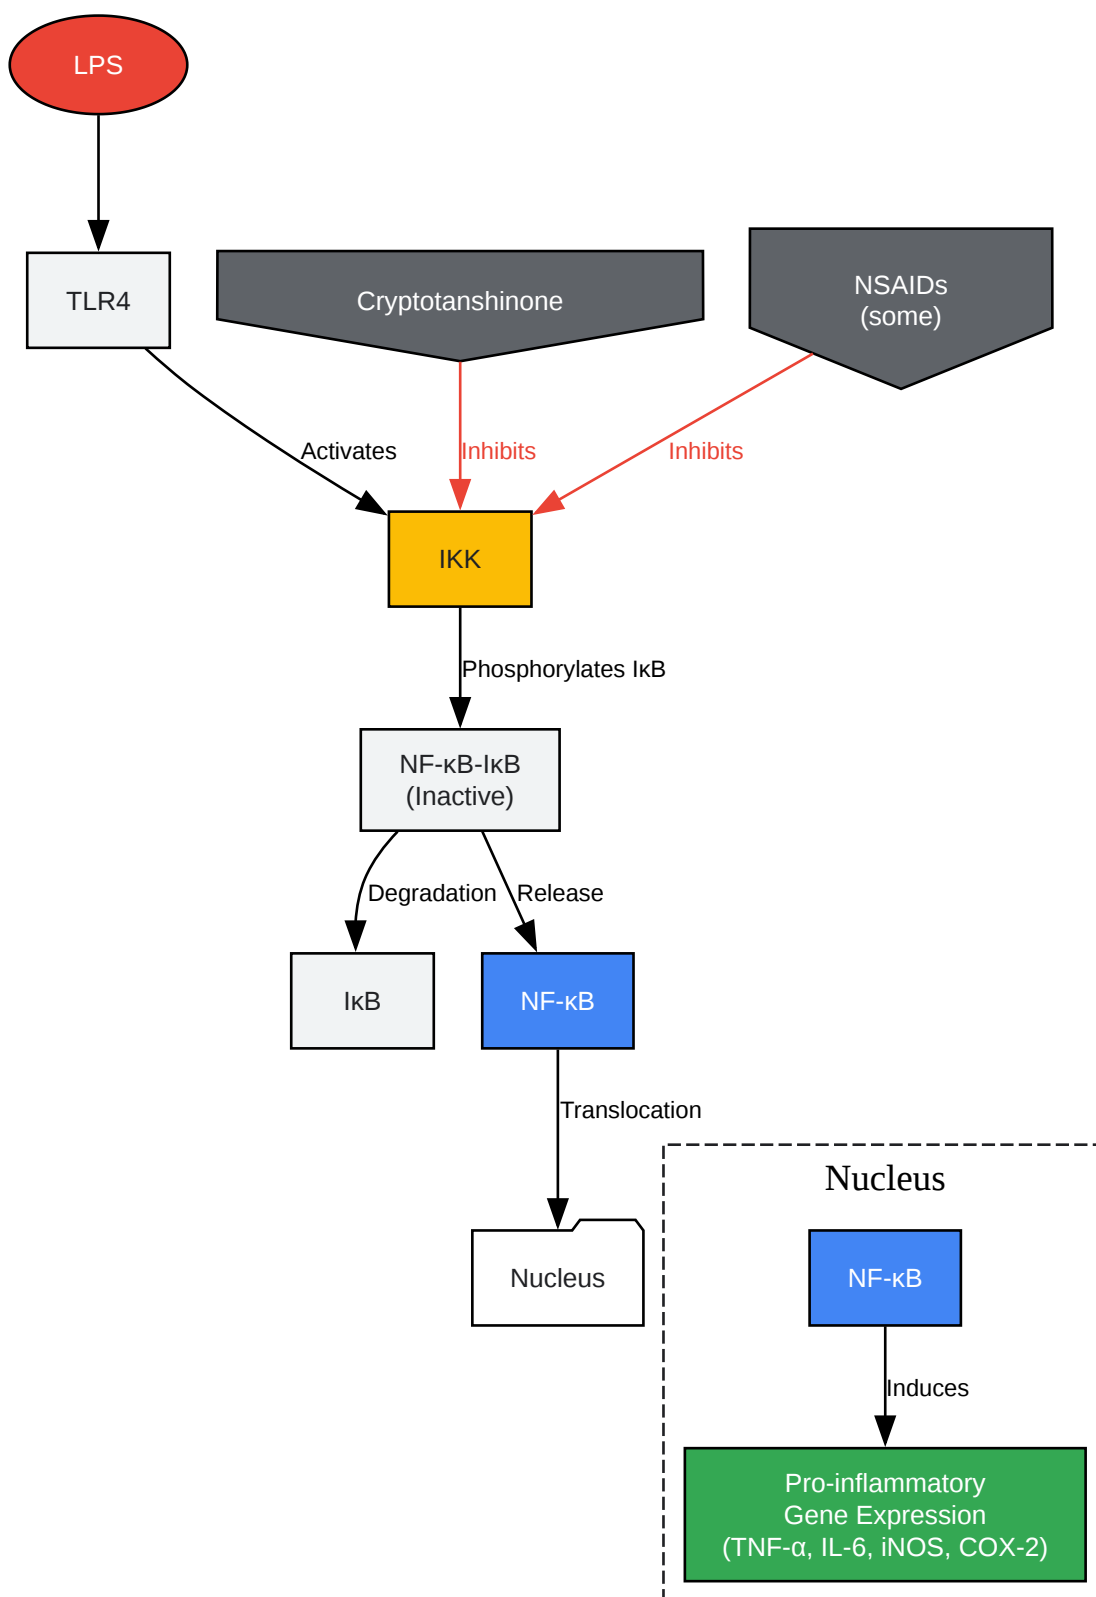 LPS
TLR4
Cryptotanshinone
NSAIDs
(some)
Activates
Inhibits
Inhibits
IKK
Phosphorylates IκB
NF-κB-IκB
(Inactive)
Degradation
Release
IκB
NF-κB
Translocation
Nucleus
Nucleus
NF-κB
Induces
Pro-inflammatory
Gene Expression
(TNF-α, IL-6, iNOS, COX-2)